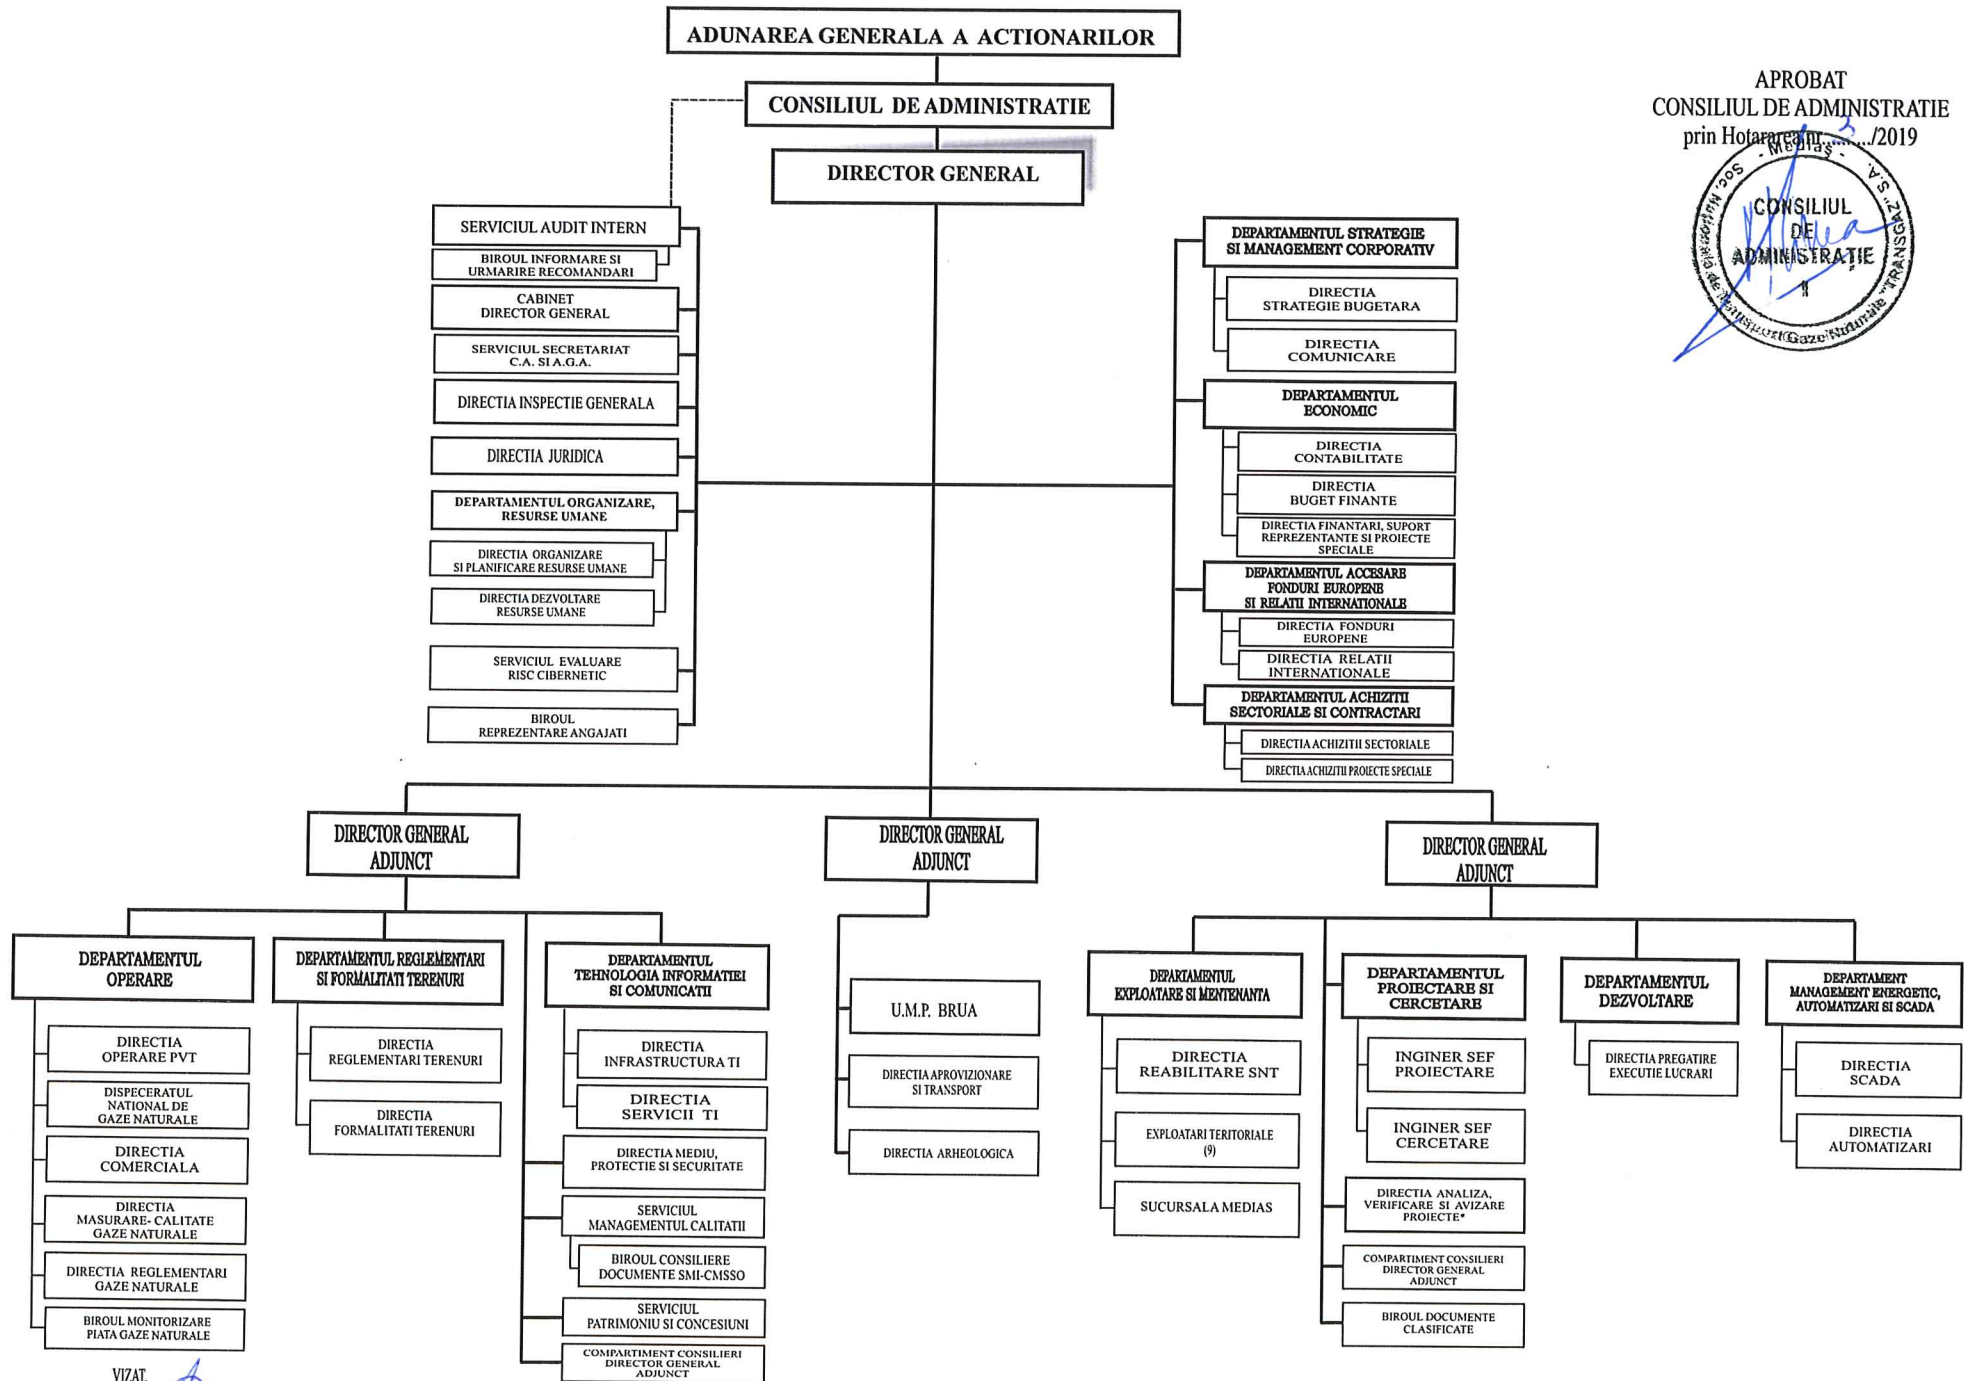 ADUNAREA GENERALA A ACTIONARILOR
CONSILIUL DE ADMINISTRATIE
DIRECTOR GENERAL
APROBAT
CONSILIUL DE ADMINISTRATIE
prin Hotararea nr. 3 /2019
Soc. Națională de Transport Gaze Naturale "TRANSGAZ" S.A.
- Mediaş -
CONSILIUL
DE
ADMINISTRAŢIE
1
SERVICIUL AUDIT INTERN
BIROUL INFORMARE SI
URMARIRE RECOMANDARI
CABINET
DIRECTOR GENERAL
SERVICIUL SECRETARIAT
C.A. SI A.G.A.
DIRECTIA INSPECTIE GENERALA
DIRECTIA JURIDICA
DEPARTAMENTUL ORGANIZARE,
RESURSE UMANE
DIRECTIA ORGANIZARE
SI PLANIFICARE RESURSE UMANE
DIRECTIA DEZVOLTARE
RESURSE UMANE
SERVICIUL EVALUARE
RISC CIBERNETIC
BIROUL
REPREZENTARE ANGAJATI
DEPARTAMENTUL STRATEGIE
SI MANAGEMENT CORPORATIV
DIRECTIA
STRATEGIE BUGETARA
DIRECTIA
COMUNICARE
DEPARTAMENTUL
ECONOMIC
DIRECTIA
CONTABILITATE
DIRECTIA
BUGET FINANTE
DIRECTIA FINANTARI, SUPORT
REPREZENTANTE SI PROIECTE
SPECIALE
DEPARTAMENTUL ACCESARE
FONDURI EUROPENE
SI RELATII INTERNATIONALE
DIRECTIA FONDURI
EUROPENE
DIRECTIA RELATII
INTERNATIONALE
DEPARTAMENTUL ACHIZITII
SECTORIALE SI CONTRACTARI
DIRECTIA ACHIZITII SECTORIALE
DIRECTIA ACHIZITII PROIECTE SPECIALE
DIRECTOR GENERAL
ADJUNCT
DEPARTAMENTUL
OPERARE
DIRECTIA
OPERARE PVT
DISPECERATUL
NATIONAL DE
GAZE NATURALE
DIRECTIA
COMERCIALA
DIRECTIA
MASURARE- CALITATE
GAZE NATURALE
DIRECTIA REGLEMENTARI
GAZE NATURALE
BIROUL MONITORIZARE
PIATA GAZE NATURALE
VIZAT,
DEPARTAMENTUL REGLEMENTARI
SI FORMALITATI TERENURI
DIRECTIA
REGLEMENTARI TERENURI
DIRECTIA
FORMALITATI TERENURI
DEPARTAMENTUL
TEHNOLOGIA INFORMATIEI
SI COMUNICATII
DIRECTIA
INFRASTRUCTURA TI
DIRECTIA
SERVICII TI
DIRECTIA MEDIU,
PROTECTIE SI SECURITATE
SERVICIUL
MANAGEMENTUL CALITATII
BIROUL CONSILIERE
DOCUMENTE SMI-CMSSO
SERVICIUL
PATRIMONIU SI CONCESIUNI
COMPARTIMENT CONSILIERI
DIRECTOR GENERAL
ADJUNCT
DIRECTOR GENERAL
ADJUNCT
U.M.P. BRUA
DIRECTIA APROVIZIONARE
SI TRANSPORT
DIRECTIA ARHEOLOGICA
DIRECTOR GENERAL
ADJUNCT
DEPARTAMENTUL
EXPLOATARE SI MENTENANTA
DIRECTIA
REABILITARE SNT
EXPLOATARI TERITORIALE
(9)
SUCURSALA MEDIAS
DEPARTAMENTUL
PROIECTARE SI
CERCETARE
INGINER SEF
PROIECTARE
INGINER SEF
CERCETARE
DIRECTIA ANALIZA,
VERIFICARE SI AVIZARE
PROIECTE*
COMPARTIMENT CONSILIERI
DIRECTOR GENERAL
ADJUNCT
BIROUL DOCUMENTE
CLASIFICATE
DEPARTAMENTUL
DEZVOLTARE
DIRECTIA PREGATIRE
EXECUTIE LUCRARI
DEPARTAMENT
MANAGEMENT ENERGETIC,
AUTOMATIZARI SI SCADA
DIRECTIA
SCADA
DIRECTIA
AUTOMATIZARI